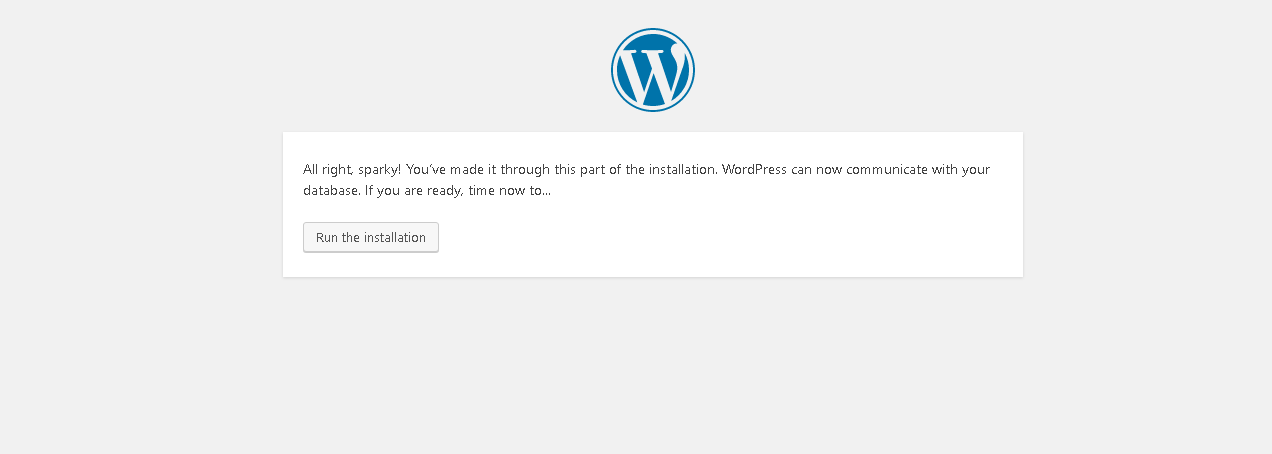 All right, sparky! You’ve made it through this part of the installation. WordPress can now communicate with your
database. If you are ready, time now to…
Run the installation